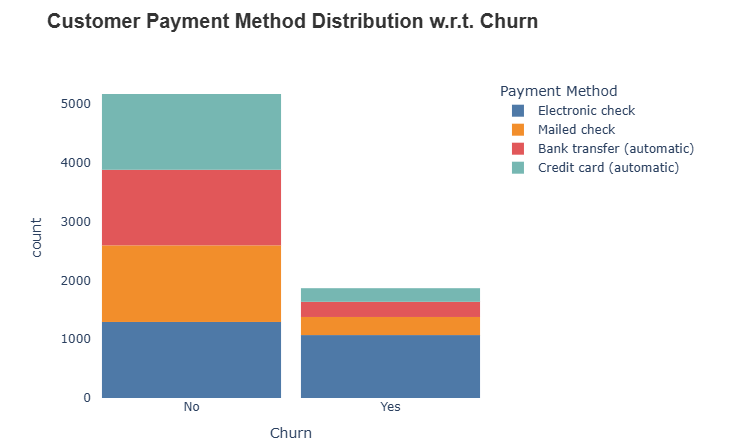 Customer Payment Method Distribution w.r.t. Churn
Payment Method
Electronic check
Mailed check
Bank transfer (automatic)
Credit card (automatic)
count
5000
4000
3000
2000
1000
0
No
Yes
Churn